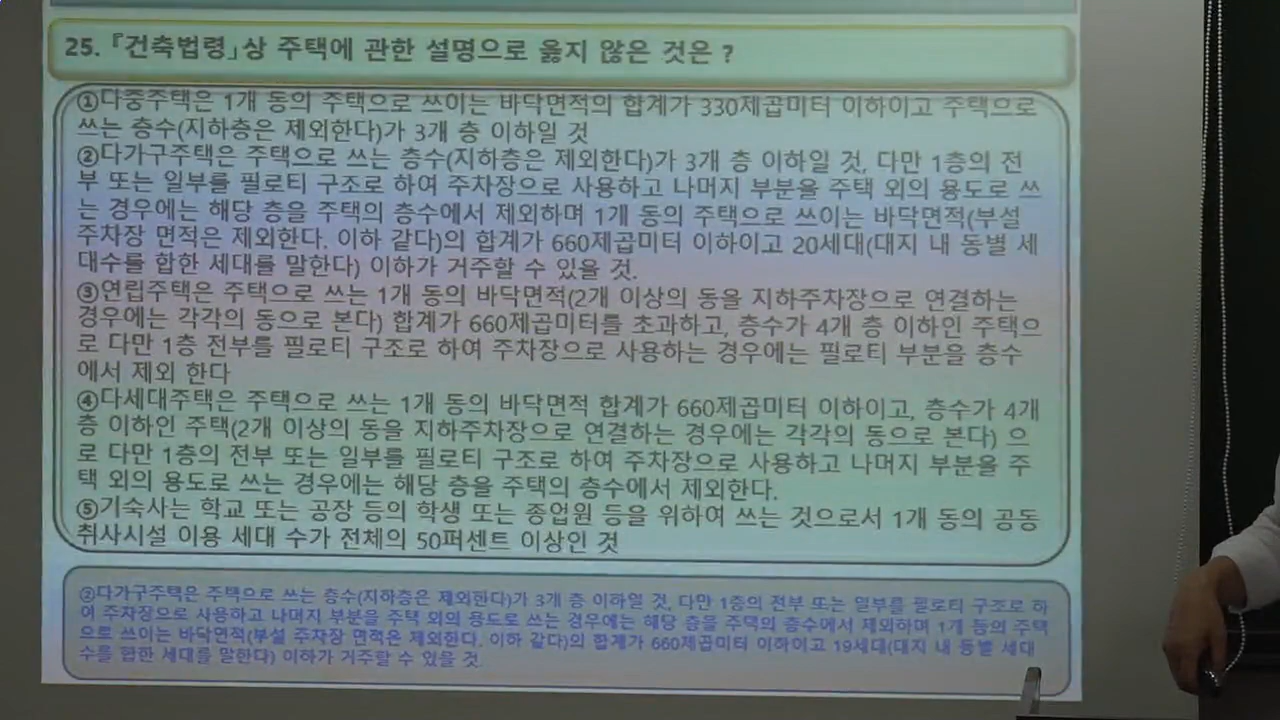 25. 『건축법령』상 주택에 관한 설명으로 옳지 않은 것은 ?
①다중주택은 1개 동의 주택으로 쓰이는 바닥면적의 합계가 330제곱미터 이하이고 주택으로
쓰는 층수(지하층은 제외한다)가 3개 층 이하일 것
②다가구주택은 주택으로 쓰는 층수(지하층은 제외한다)가 3개 층 이하일 것, 다만 1층의 전
부 또는 일부를 필로티 구조로 하여 주차장으로 사용하고 나머지 부분을 주택 외의 용도로 쓰
는 경우에는 해당 층을 주택의 층수에서 제외하며 1개 동의 주택으로 쓰이는 바닥면적(부설
주차장 면적은 제외한다. 이하 같다)의 합계가 660제곱미터 이하이고 20세대(대지 내 동별 세
대수를 합한 세대를 말한다) 이하가 거주할 수 있을 것.
③연립주택은 주택으로 쓰는 1개 동의 바닥면적(2개 이상의 동을 지하주차장으로 연결하는
경우에는 각각의 동으로 본다) 합계가 660제곱미터를 초과하고, 층수가 4개 층 이하인 주택으
로 다만 1층 전부를 필로티 구조로 하여 주차장으로 사용하는 경우에는 필로티 부분을 층수
에서 제외 한다
④다세대주택은 주택으로 쓰는 1개 동의 바닥면적 합계가 660제곱미터 이하이고, 층수가 4개
층 이하인 주택(2개 이상의 동을 지하주차장으로 연결하는 경우에는 각각의 동으로 본다) 으
로 다만 1층의 전부 또는 일부를 필로티 구조로 하여 주차장으로 사용하고 나머지 부분을 주
택 외의 용도로 쓰는 경우에는 해당 층을 주택의 층수에서 제외한다.
⑤기숙사는 학교 또는 공장 등의 학생 또는 종업원 등을 위하여 쓰는 것으로서 1개 동의 공동
취사시설 이용 세대 수가 전체의 50퍼센트 이상인 것
②다가구주택은 주택으로 쓰는 층수(지하층은 제외한다)가 3개 층 이하일 것, 다만 1층의 전부 또는 일부를 필로티 구조로 하
여 주차장으로 사용하고 나머지 부분을 주택 외의 용도로 쓰는 경우에는 해당 층을 주택의 층수에서 제외하며 1개 동의 주택
으로 쓰이는 바닥면적(부설 주차장 면적은 제외한다. 이하 같다)의 합계가 660제곱미터 이하이고 19세대(대지 내 동별 세대
수를 합한 세대를 말한다) 이하가 거주할 수 있을 것.